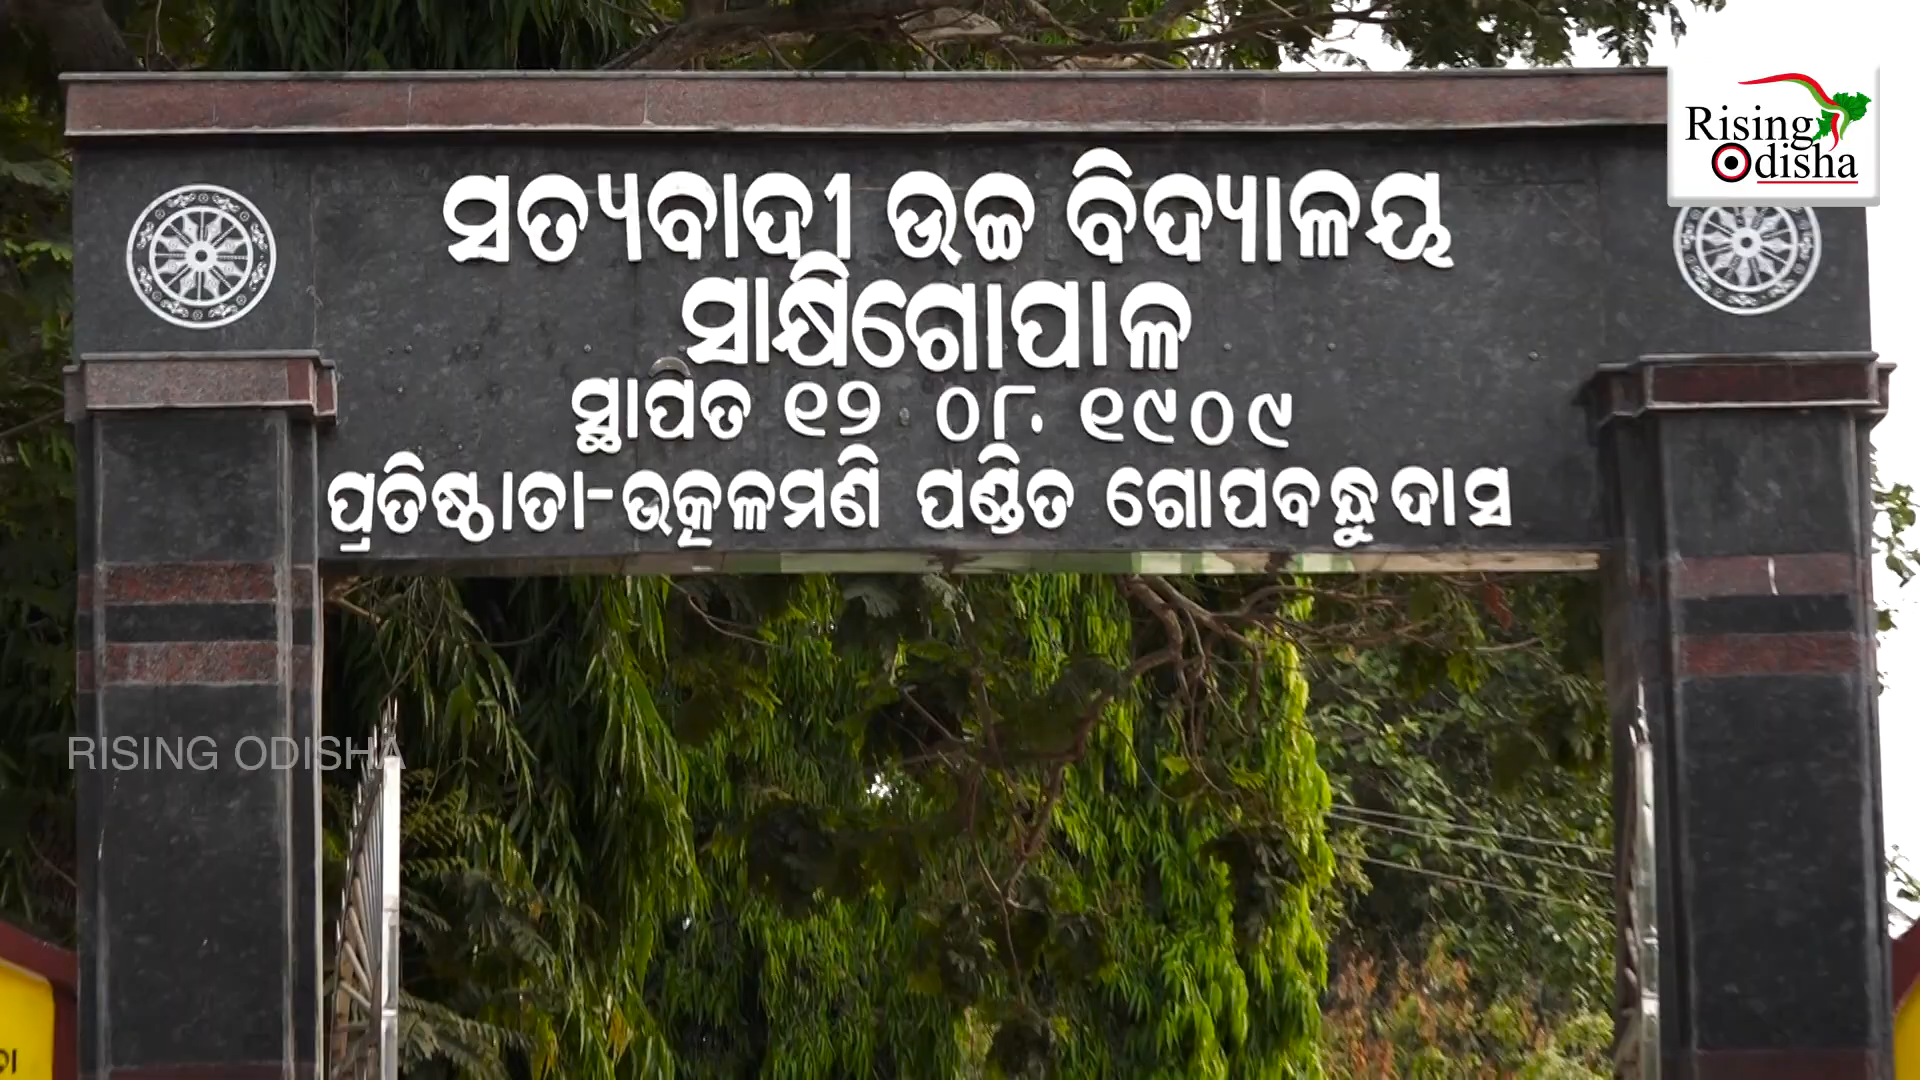 Rising
Odisha
ସତ୍ୟବାଦୀ ଉଚ୍ଚ ବିଦ୍ୟାଳୟ
ସାକ୍ଷିଗୋପାଳ
ସ୍ଥାପିତ ୧୨. ୦୮. ୧୯୦୯
ପ୍ରତିଷ୍ଠାତା-ଉତ୍କଳମଣି ପଣ୍ଡିତ ଗୋପବନ୍ଧୁ ଦାସ
RISING ODISHA